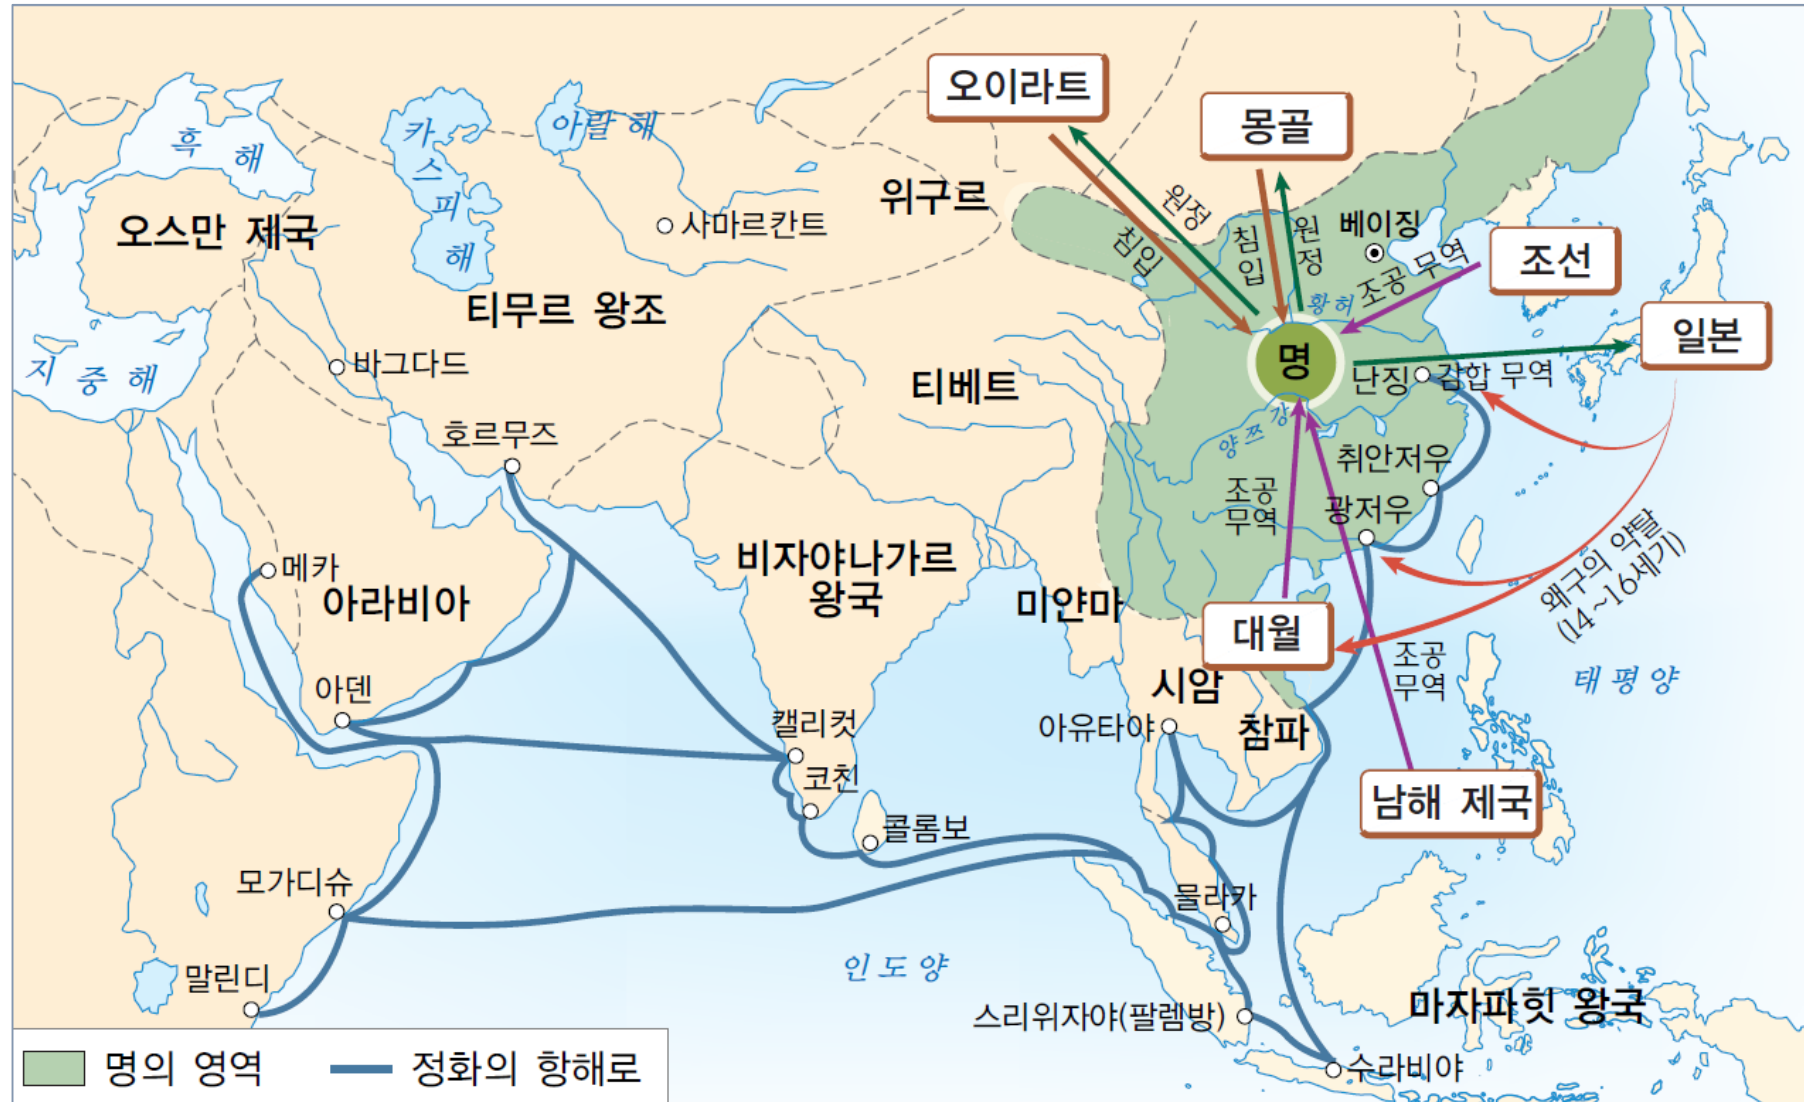 오이라트
몽골
흑 해
카
스
피
해
아랄 해
위구르
오스만 제국
사마르칸트
원정
침입
침
입
원
정
베이징
조공 무역
조선
티무르 왕조
황허
일본
명
지 중 해
바그다드
티베트
난징
감합 무역
양쯔강
호르무즈
취안저우
조공
무역
광저우
메카
아라비아
비자야나가르
왕국
미얀마
대월
왜구의 약탈
(14~16세기)
조공
무역
태 평 양
시암
아덴
캘리컷
아유타야
참파
코친
남해 제국
콜롬보
모가디슈
믈라카
인 도 양
말린디
스리위자야(팔렘방)
마자파힛 왕국
수라비야
명의 영역
정화의 항해로